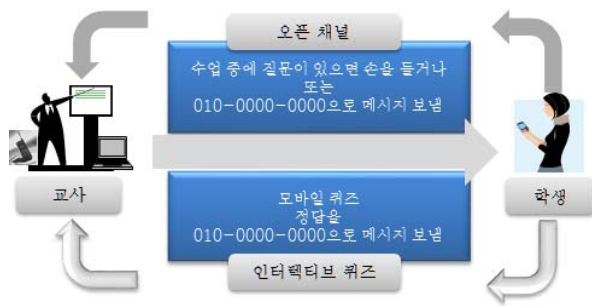 오픈 채널
수업 중에 질문이 있으면 손을 들거나
또는
010-0000-0000으로 메시지 보냄
교사
학생
모바일 퀴즈
정답을
010-0000-0000으로 메시지 보냄
인터랙티브 퀴즈